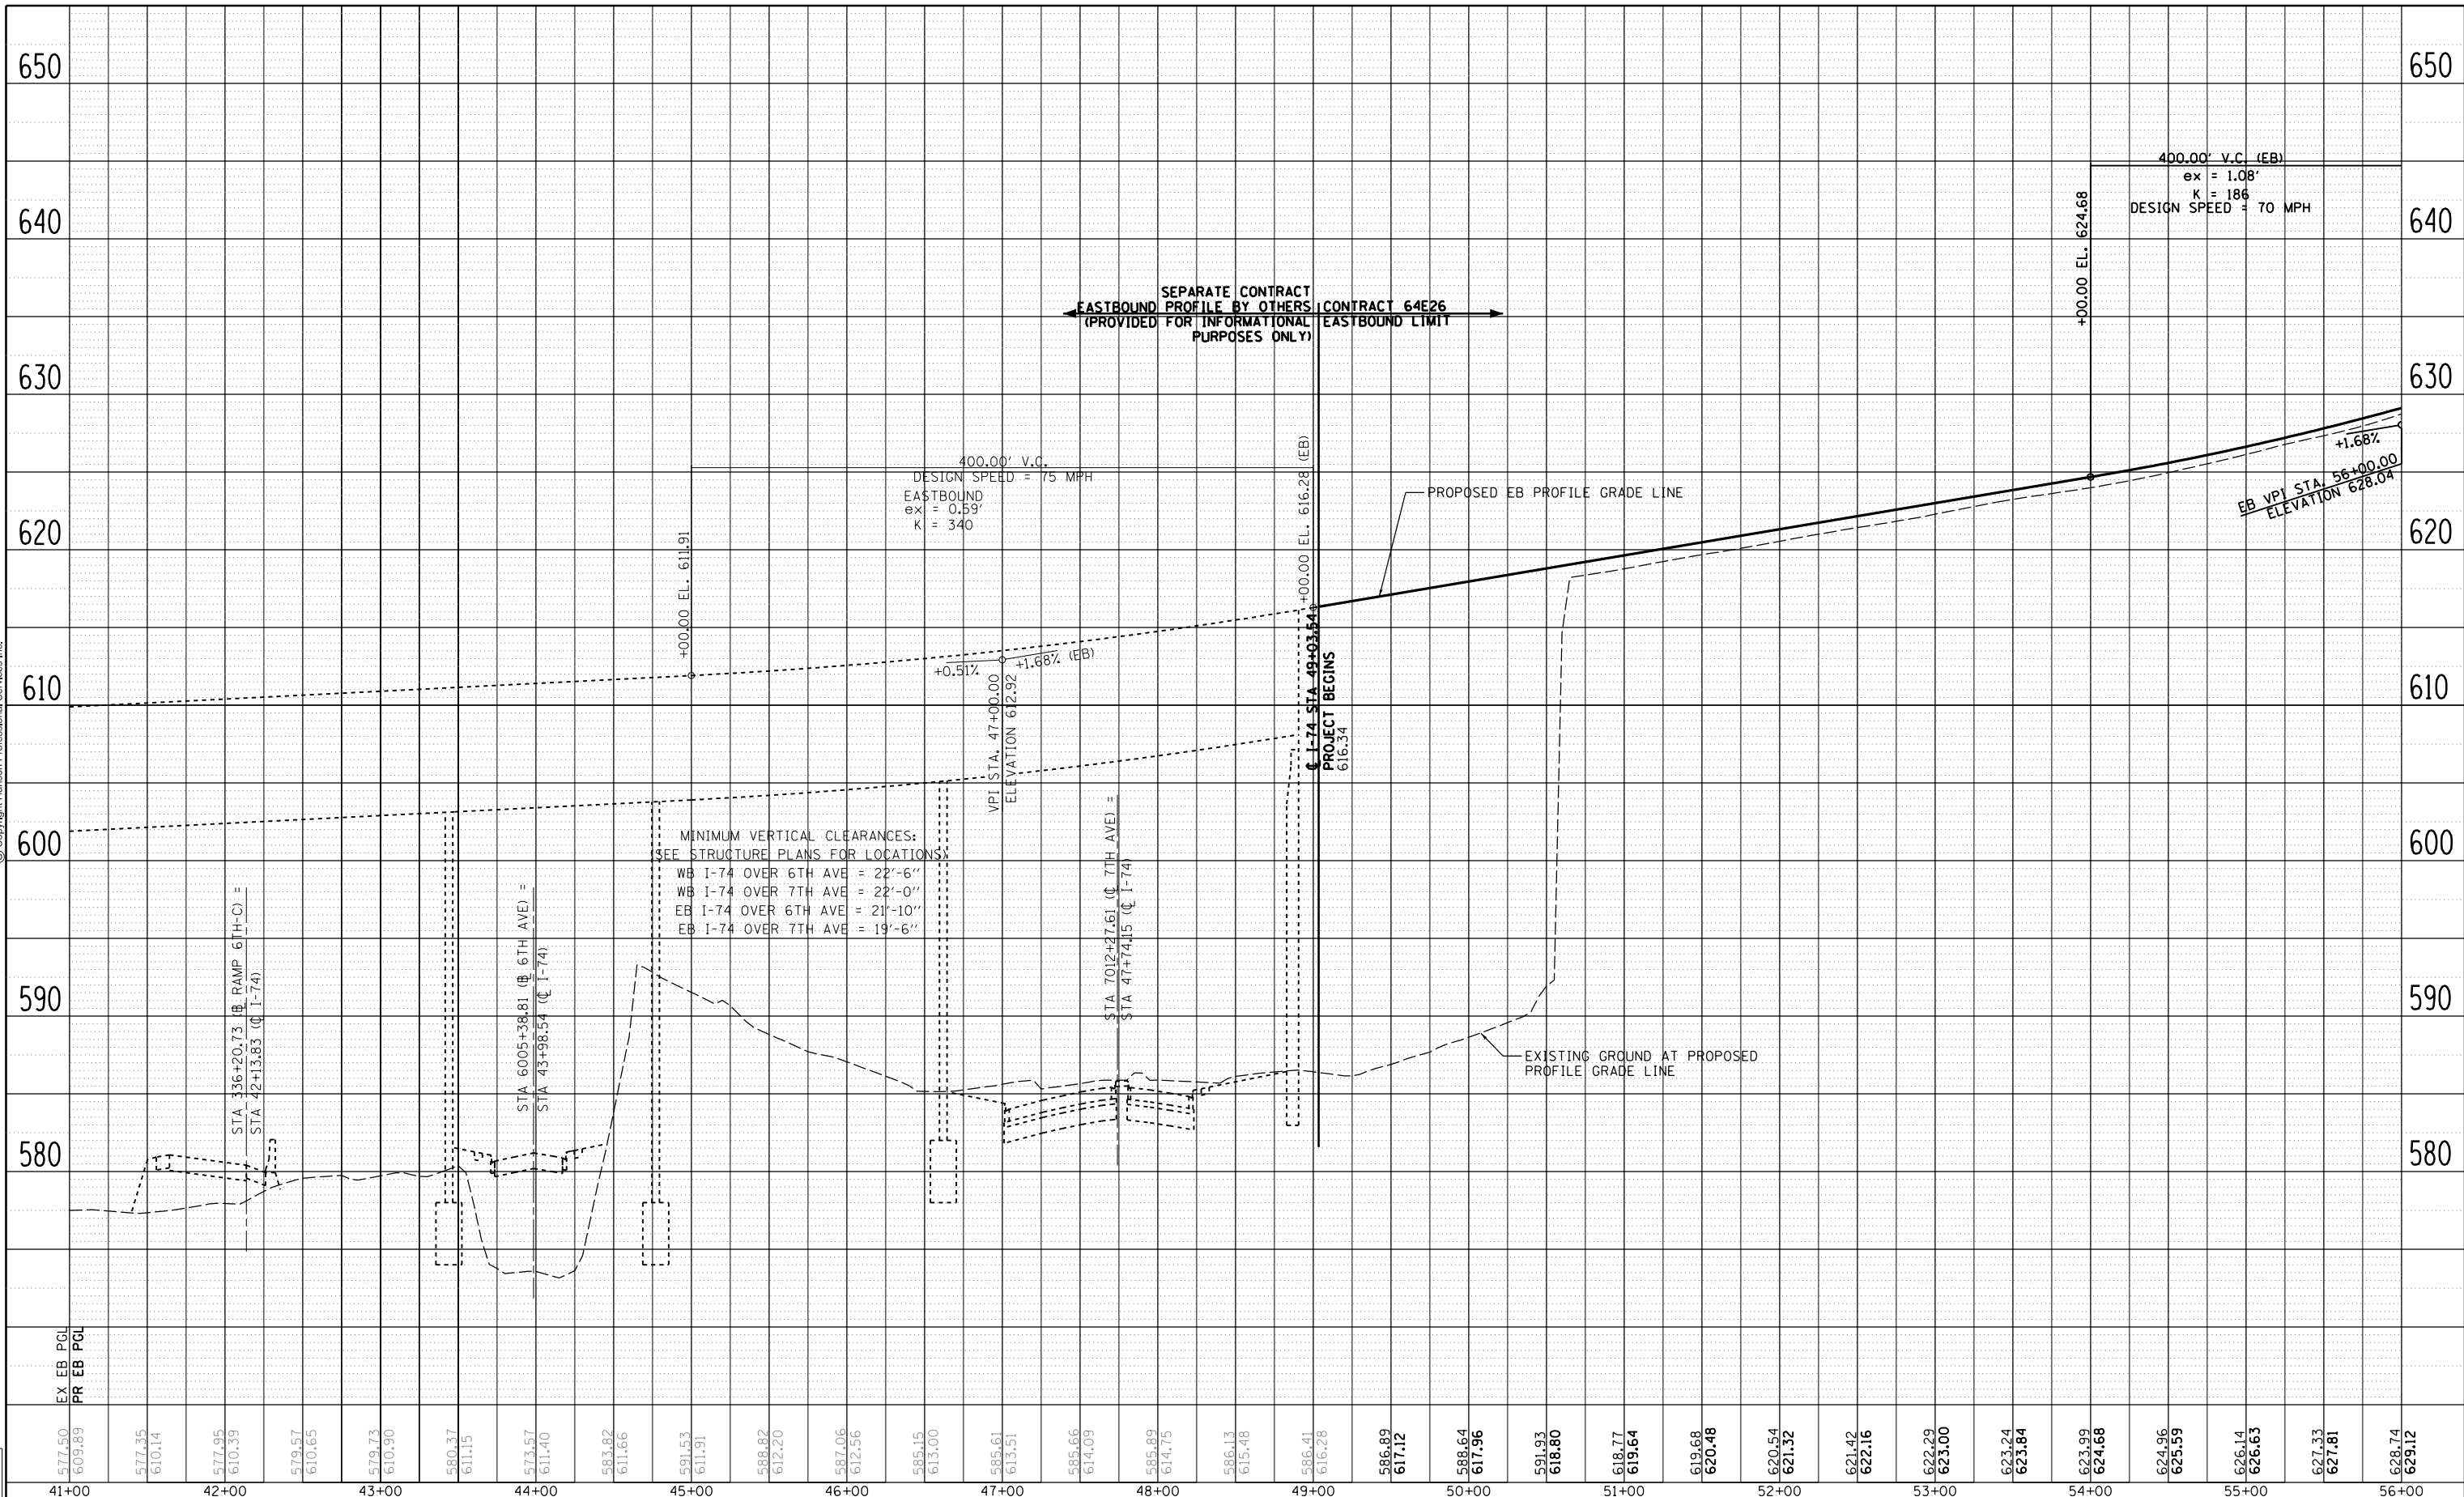 650
640
630
620
610
600
590
580
650
640
630
620
610
600
590
580
400.00' V.C. (EB)
ex = 1.08'
K = 186
DESIGN SPEED = 70 MPH
+00.00 EL. 624.68
SEPARATE CONTRACT
EASTBOUND PROFILE BY OTHERS
(PROVIDED FOR INFORMATIONAL
PURPOSES ONLY)
CONTRACT 64E26
EASTBOUND LIMIT
400.00' V.C.
DESIGN SPEED = 75 MPH
EASTBOUND
ex = 0.59'
K = 340
+00.00 EL. 611.91
+00.00 EL. 616.28 (EB)
PROPOSED EB PROFILE GRADE LINE
+1.68%
EB VPI STA. 56+00.00
ELEVATION 628.04
+0.51%
+1.68% (EB)
VPI STA. 47+00.00
ELEVATION 612.92
℄ I-74 STA 49+03.54
PROJECT BEGINS
616.34
MINIMUM VERTICAL CLEARANCES:
(SEE STRUCTURE PLANS FOR LOCATIONS)
WB I-74 OVER 6TH AVE = 22'-6"
WB I-74 OVER 7TH AVE = 22'-0"
EB I-74 OVER 6TH AVE = 21'-10"
EB I-74 OVER 7TH AVE = 19'-6"
STA 336+20.73 (℄ RAMP 6TH-C) =
STA 42+13.83 (℄ I-74)
STA 6005+38.81 (℄ 6TH AVE) =
STA 43+98.54 (℄ I-74)
STA 7012+27.61 (℄ 7TH AVE) =
STA 47+74.15 (℄ I-74)
EXISTING GROUND AT PROPOSED
PROFILE GRADE LINE
EX EB PGL
PR EB PGL
577.50
609.89
577.35
610.14
577.95
610.39
579.57
610.65
579.73
610.90
580.37
611.15
573.57
611.40
583.82
611.66
591.53
611.91
588.82
612.20
587.06
612.56
585.15
613.00
585.61
613.51
585.66
614.09
585.89
614.75
586.13
615.48
586.41
616.28
586.89
617.12
588.64
617.96
591.93
618.80
618.77
619.64
619.68
620.48
620.54
621.32
621.42
622.16
622.29
623.00
623.24
623.84
623.99
624.68
624.96
625.59
626.14
626.63
627.33
627.81
628.74
629.12
41+00
42+00
43+00
44+00
45+00
46+00
47+00
48+00
49+00
50+00
51+00
52+00
53+00
54+00
55+00
56+00